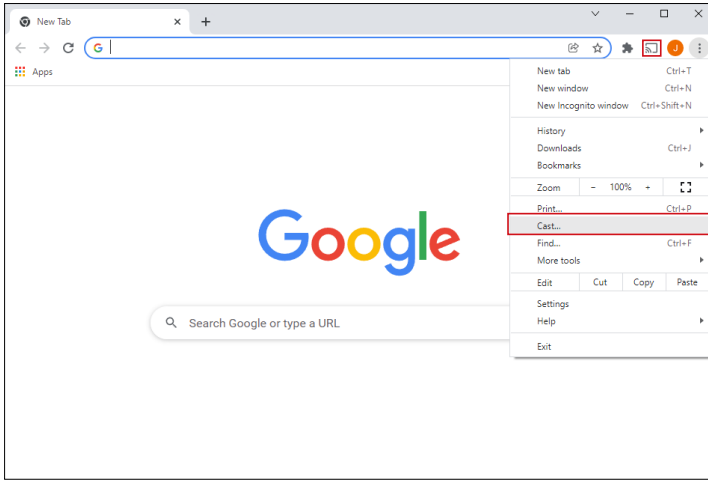 New Tab
G
J
Apps
New tab Ctrl+T
New window Ctrl+N
New Incognito window Ctrl+Shift+N
History
Downloads Ctrl+J
Bookmarks
Zoom - 100% +
Print... Ctrl+P
Cast...
Find... Ctrl+F
More tools
Edit Cut Copy Paste
Settings
Help
Exit
Google
Search Google or type a URL